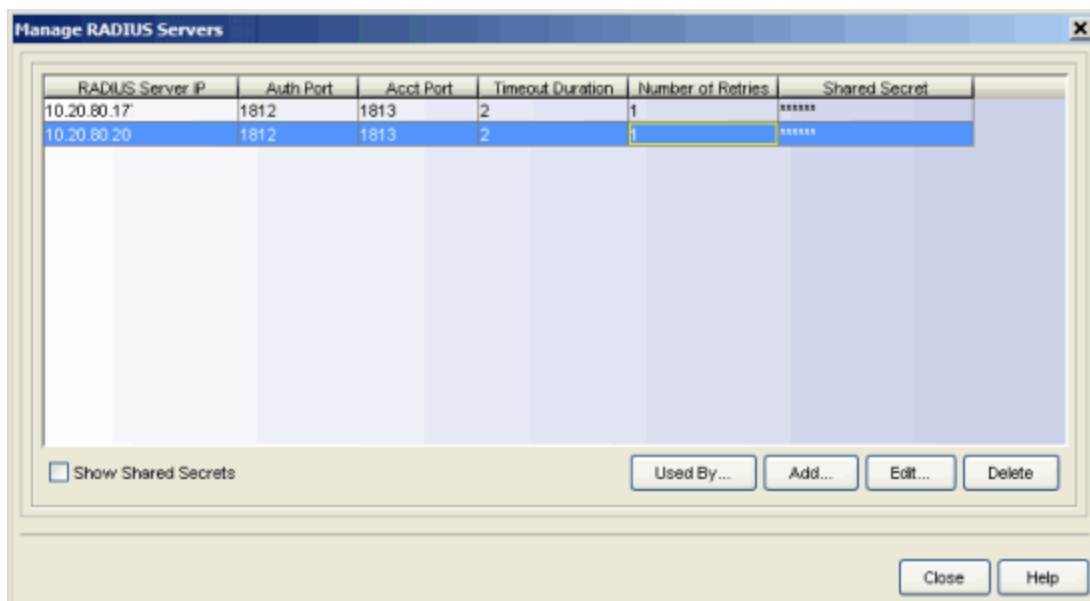 Manage RADIUS Servers
RADIUS Server IP Auth Port Acct Port Timeout Duration Number of Retries Shared Secret
10.20.80.17 1812 1813 2 1 ******
10.20.80.20 1812 1813 2 1 ******
Show Shared Secrets Used By... Add... Edit... Delete
Close Help